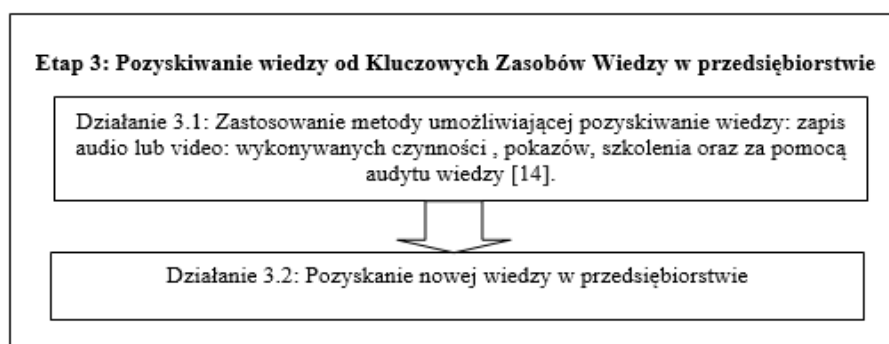 Etap 3: Pozyskiwanie wiedzy od Kluczowych Zasobów Wiedzy w przedsiębiorstwie
Działanie 3.1: Zastosowanie metody umożliwiającej pozyskiwanie wiedzy: zapis
audio lub video: wykonywanych czynności , pokazów, szkolenia oraz za pomocą
audytu wiedzy [14].
Działanie 3.2: Pozyskanie nowej wiedzy w przedsiębiorstwie